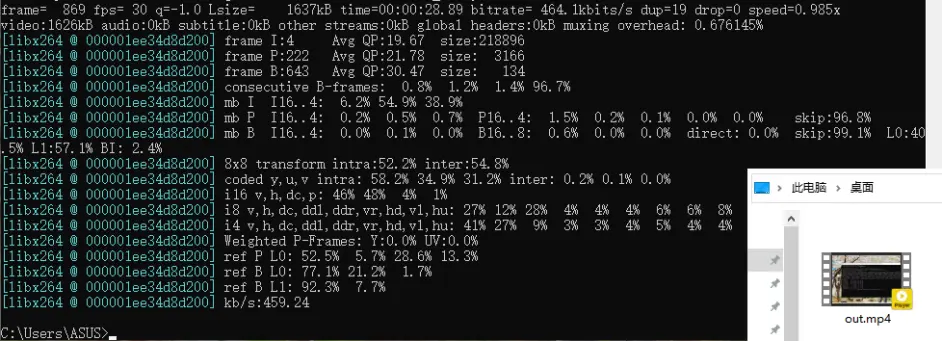 frame=  869 fps= 30 q=-1.0 Lsize=    1637kB time=00:00:28.89 bitrate= 464.1kbits/s dup=19 drop=0 speed=0.985x
video:1626kB audio:0kB subtitle:0kB other streams:0kB global headers:0kB muxing overhead: 0.676145%
[libx264 @ 000001ee34d8d200] frame I:4     Avg QP:19.67  size:218896
[libx264 @ 000001ee34d8d200] frame P:222   Avg QP:21.78  size:  3166
[libx264 @ 000001ee34d8d200] frame B:643   Avg QP:30.47  size:   134
[libx264 @ 000001ee34d8d200] consecutive B-frames:  0.8%  1.2%  1.4% 96.7%
[libx264 @ 000001ee34d8d200] mb I  I16..4:  6.2% 54.9% 38.9%
[libx264 @ 000001ee34d8d200] mb P  I16..4:  0.2%  0.5%  0.7%  P16..4:  1.5%  0.2%  0.1%  0.0%  0.0%    skip:96.8%
[libx264 @ 000001ee34d8d200] mb B  I16..4:  0.0%  0.1%  0.0%  B16..8:  0.6%  0.0%  0.0%  direct: 0.0%  skip:99.1%  L0:40
.5% L1:57.1% BI: 2.4%
[libx264 @ 000001ee34d8d200] 8x8 transform intra:52.2% inter:54.8%
[libx264 @ 000001ee34d8d200] coded y,u,v intra: 58.2% 34.9% 31.2% inter: 0.2% 0.1% 0.0%
[libx264 @ 000001ee34d8d200] i16 v,h,dc,p: 46% 48%  4%  1%
[libx264 @ 000001ee34d8d200] i8 v,h,dc,ddl,ddr,vr,hd,vl,hu: 27% 12% 28%  4%  4%  4%  6%  6%  8%
[libx264 @ 000001ee34d8d200] i4 v,h,dc,ddl,ddr,vr,hd,vl,hu: 41% 27%  9%  3%  3%  4%  5%  4%  4%
[libx264 @ 000001ee34d8d200] Weighted P-Frames: Y:0.0% UV:0.0%
[libx264 @ 000001ee34d8d200] ref P L0: 52.5%  5.7% 28.6% 13.3%
[libx264 @ 000001ee34d8d200] ref B L0: 77.1% 21.2%  1.7%
[libx264 @ 000001ee34d8d200] ref B L1: 92.3%  7.7%
[libx264 @ 000001ee34d8d200] kb/s:459.24
C:\Users\ASUS>
此电脑 > 桌面
out.mp4